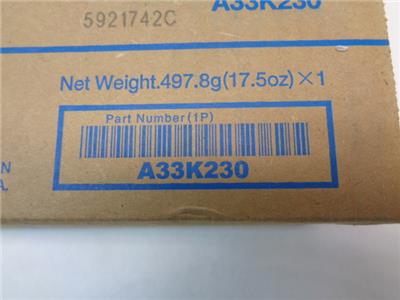 A33K230
5921742C
Net Weight.497.8g(17.5oz)×1
Part Number(1P)
A33K230